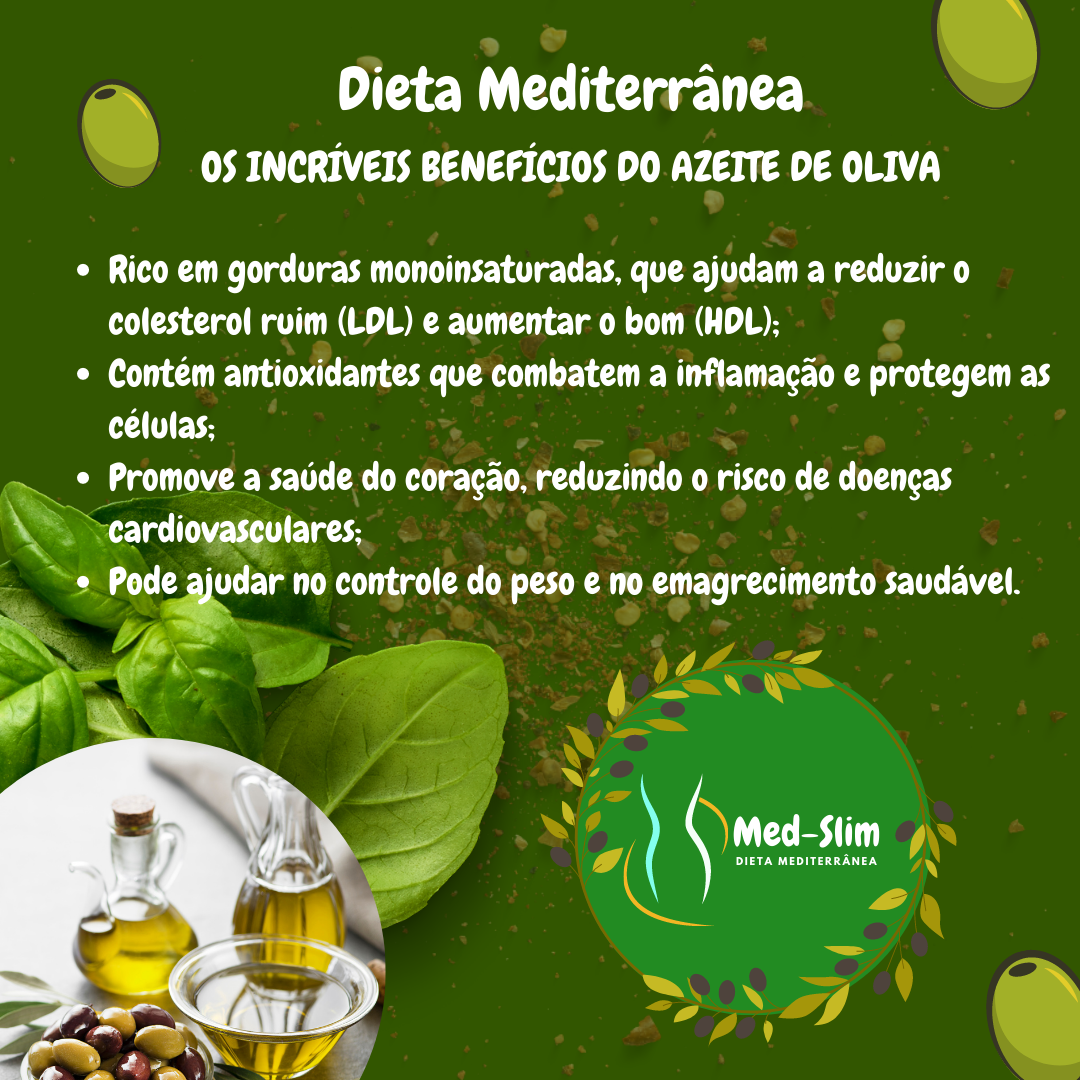 Dieta Mediterrânea
OS INCRÍVEIS BENEFÍCIOS DO AZEITE DE OLIVA
• Rico em gorduras monoinsaturadas, que ajudam a reduzir o
colesterol ruim (LDL) e aumentar o bom (HDL);
• Contém antioxidantes que combatem a inflamação e protegem as
células;
• Promove a saúde do coração, reduzindo o risco de doenças
cardiovasculares;
• Pode ajudar no controle do peso e no emagrecimento saudável.
Med-Slim
DIETA MEDITERRÂNEA